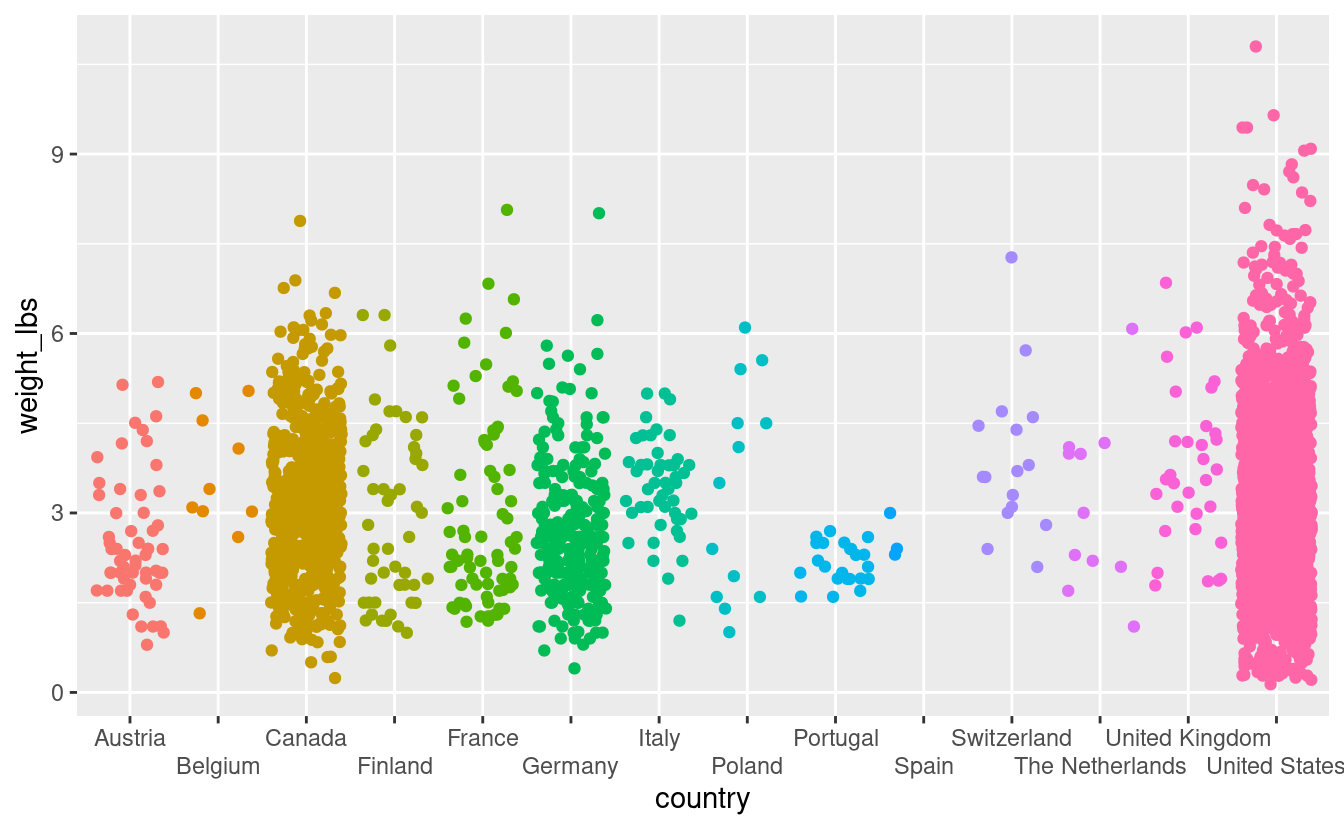 weight_lbs
9
6
3
0
Austria Canada France Italy Portugal Switzerland United Kingdom
Belgium Finland Germany Poland Spain The Netherlands United States
country